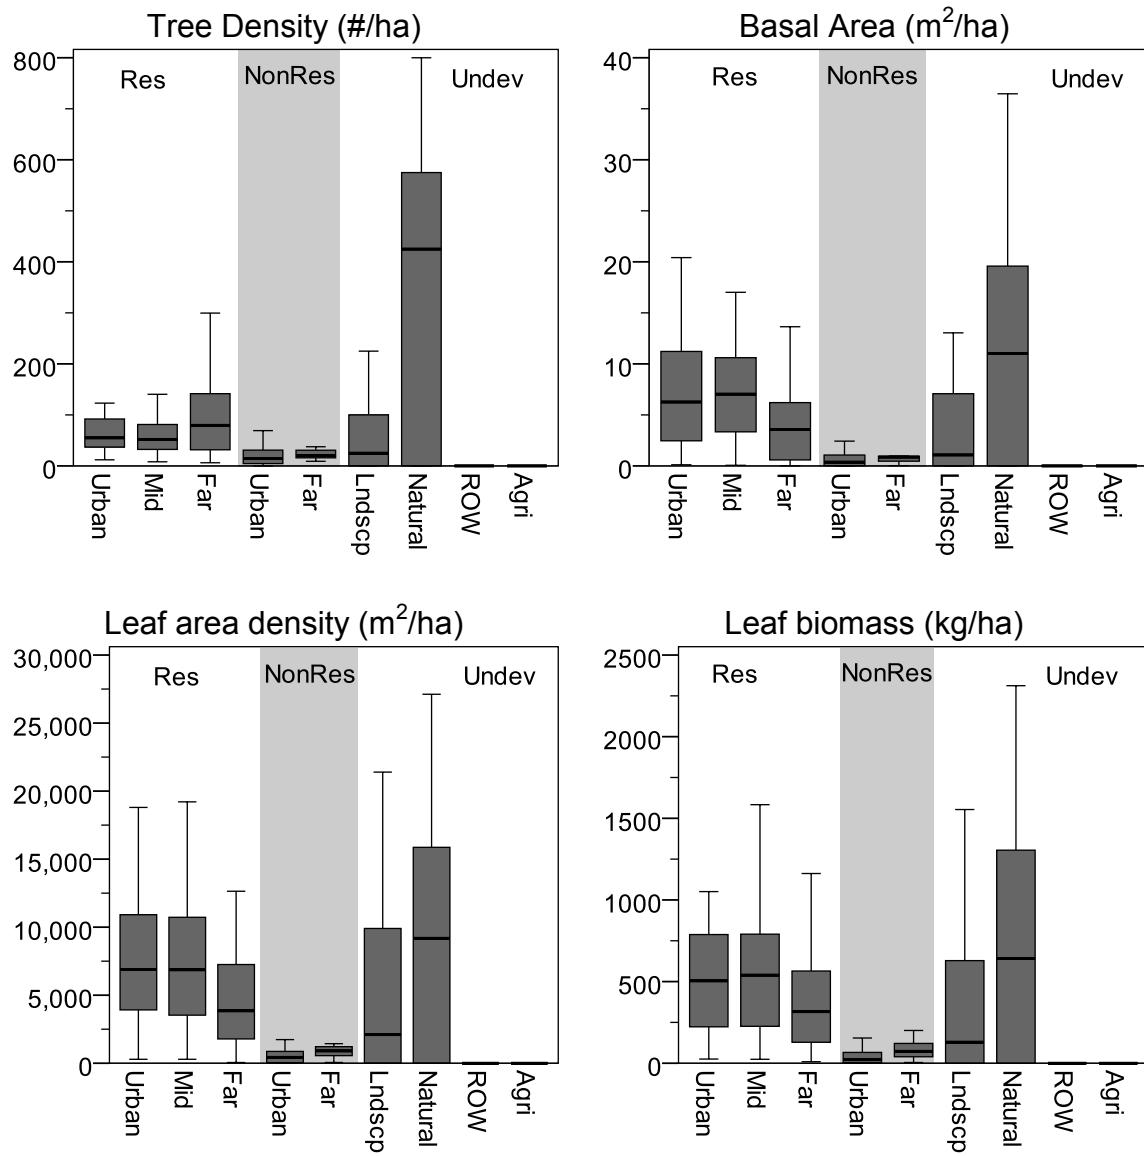 Tree Density (#/ha)
800
600
400
200
0
Res
NonRes
Undev
Urban
Mid
Far
Urban
Far
Lndscp
Natural
ROW
Agri
Basal Area (m²/ha)
40
30
20
10
0
Res
NonRes
Undev
Urban
Mid
Far
Urban
Far
Lndscp
Natural
ROW
Agri
Leaf area density (m²/ha)
30,000
25,000
20,000
15,000
10,000
5,000
0
Res
NonRes
Undev
Urban
Mid
Far
Urban
Far
Lndscp
Natural
ROW
Agri
Leaf biomass (kg/ha)
2500
2000
1500
1000
500
0
Res
NonRes
Undev
Urban
Mid
Far
Urban
Far
Lndscp
Natural
ROW
Agri